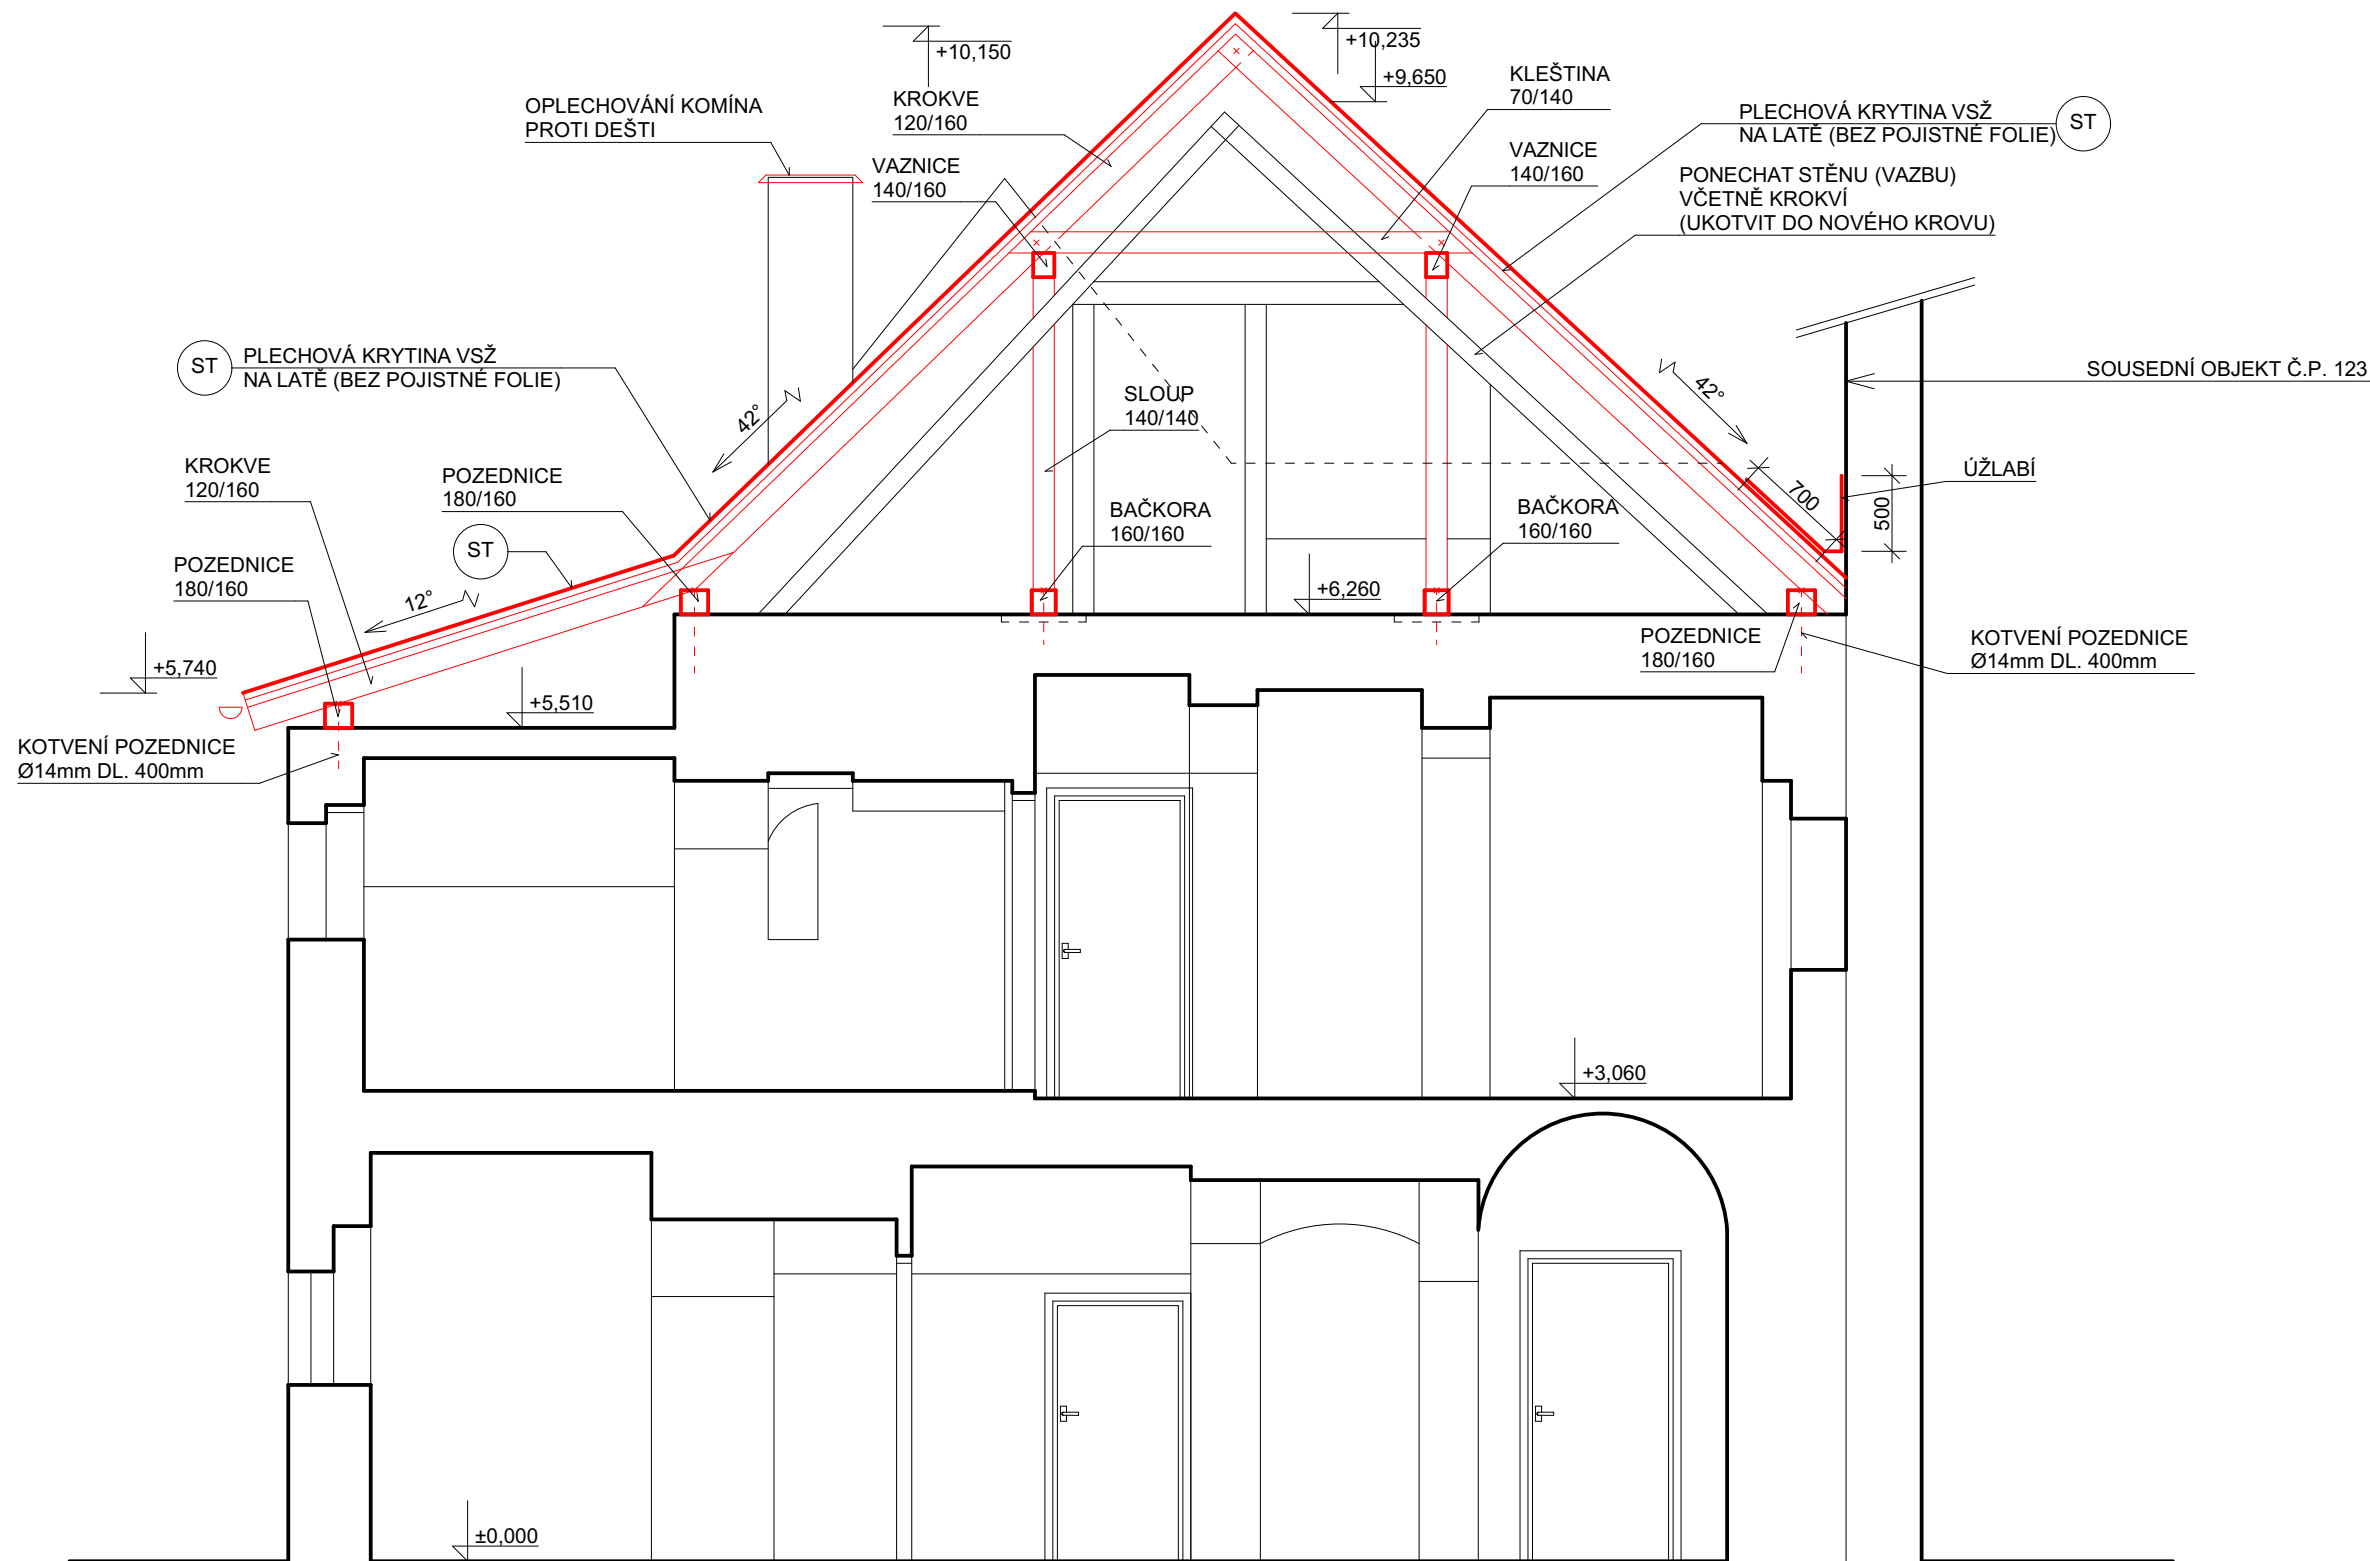 +10,150
+10,235
+9,650
KLEŠTINA
70/140
KROKVE
120/160
OPLECHOVÁNÍ KOMÍNA
PROTI DEŠTI
PLECHOVÁ KRYTINA VSŽ
NA LATĚ (BEZ POJISTNÉ FOLIE)
ST
VAZNICE
140/160
VAZNICE
140/160
PONECHAT STĚNU (VAZBU)
VČETNĚ KROKVÍ
(UKOTVIT DO NOVÉHO KROVU)
ST
PLECHOVÁ KRYTINA VSŽ
NA LATĚ (BEZ POJISTNÉ FOLIE)
SOUSEDNÍ OBJEKT Č.P. 123
42°
42°
SLOUP
140/140
KROKVE
120/160
POZEDNICE
180/160
ÚŽLABÍ
700
500
BAČKORA
160/160
BAČKORA
160/160
ST
POZEDNICE
180/160
12°
+6,260
POZEDNICE
180/160
KOTVENÍ POZEDNICE
Ø14mm DL. 400mm
+5,740
+5,510
KOTVENÍ POZEDNICE
Ø14mm DL. 400mm
+3,060
±0,000